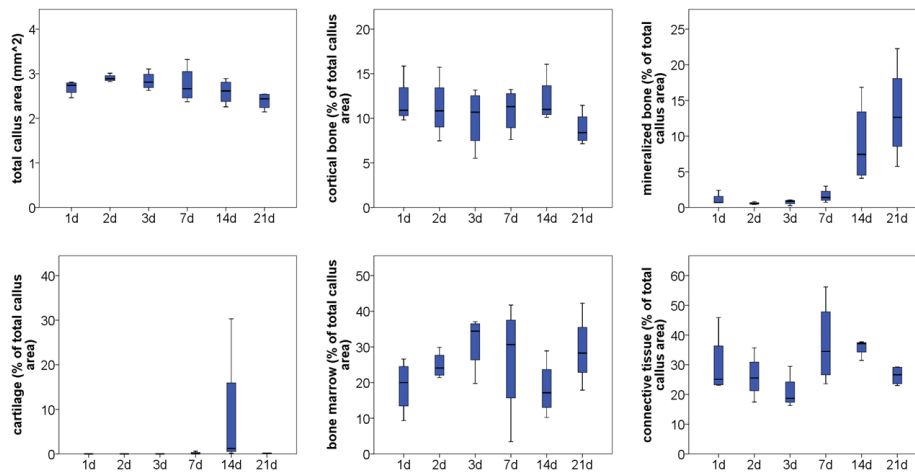 total callus area (mm^2)
4
3
2
1
0
1d 2d 3d 7d 14d 21d
cortical bone (% of total callus
area)
20
15
10
5
0
1d 2d 3d 7d 14d 21d
mineralized bone (% of total
callus area)
25
20
15
10
5
0
1d 2d 3d 7d 14d 21d
cartilage (% of total callus
area)
40
30
20
10
0
1d 2d 3d 7d 14d 21d
bone marrow (% of total callus
area)
50
40
30
20
10
0
1d 2d 3d 7d 14d 21d
connective tissue (% of total
callus area)
60
50
40
30
20
10
0
1d 2d 3d 7d 14d 21d